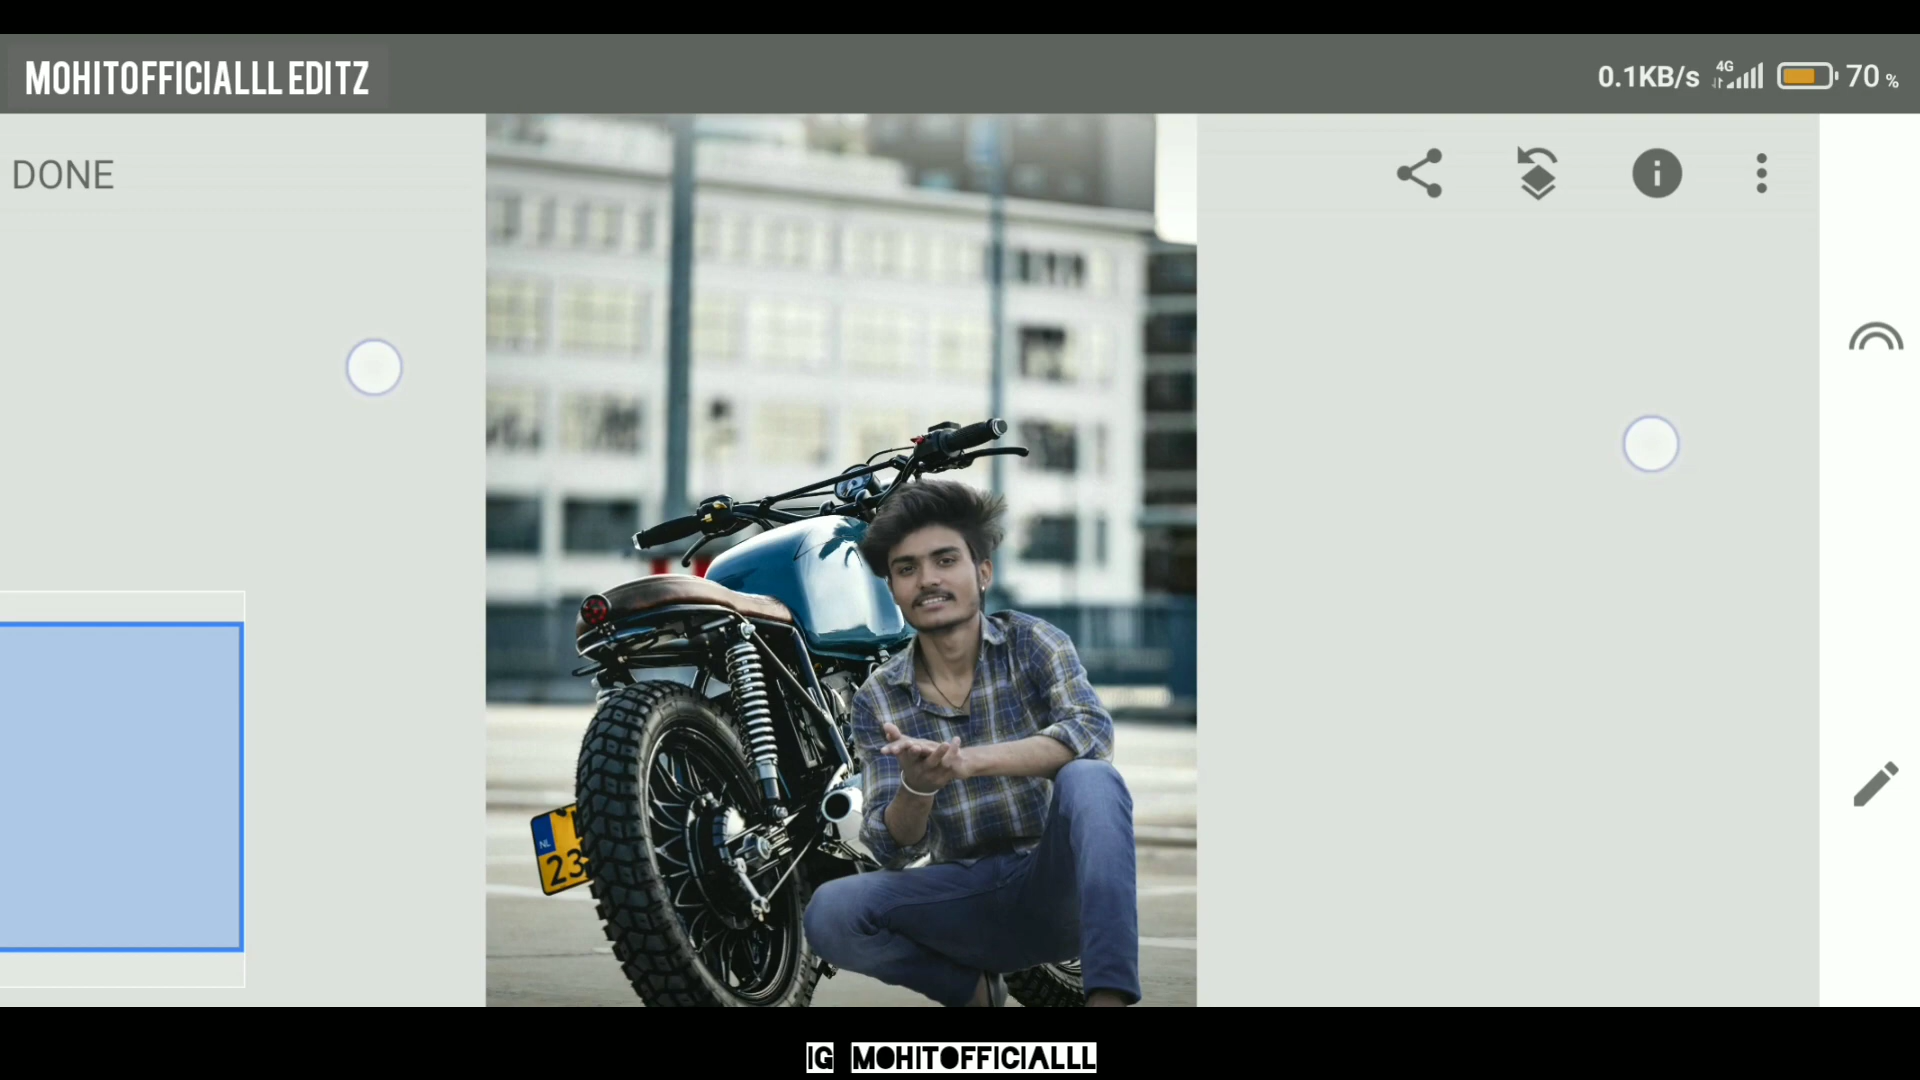 MOHITOFFICIALLL EDITZ
0.1KB/s 4G 70 %
DONE
NL
23
IG MOHITOFFICIALLL